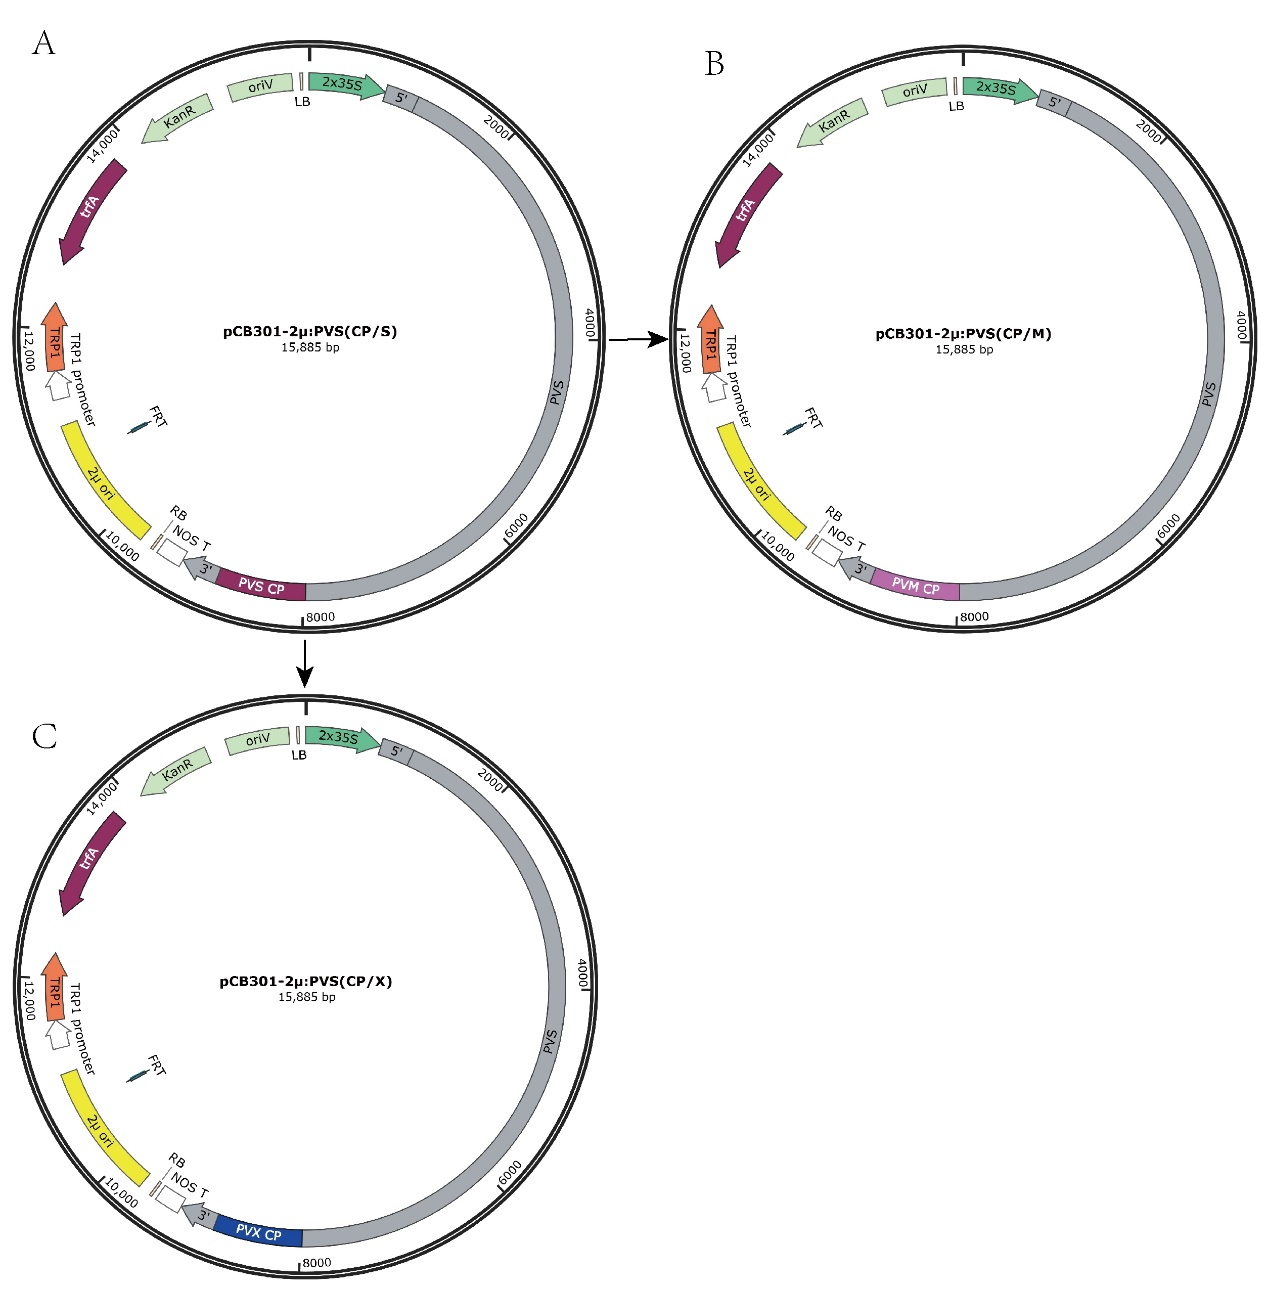 A
LB
2x35S
5'
oriV
KanR
2000
14,000
trfA
4000
pCB301-2µ:PVS(CP/S)
15,885 bp
12,000
TRP1
TRP1 promoter
PVS
FRT
2µ ori
RB
NOS T
10,000
6000
3'
PVS CP
8000
B
LB
2x35S
5'
oriV
KanR
2000
14,000
trfA
4000
pCB301-2µ:PVS(CP/M)
15,885 bp
12,000
TRP1
TRP1 promoter
PVS
FRT
2µ ori
RB
NOS T
10,000
6000
3'
PVM CP
8000
C
LB
2x35S
5'
oriV
KanR
2000
14,000
trfA
4000
pCB301-2µ:PVS(CP/X)
15,885 bp
12,000
TRP1
TRP1 promoter
PVS
FRT
2µ ori
RB
NOS T
10,000
6000
3'
PVX CP
8000